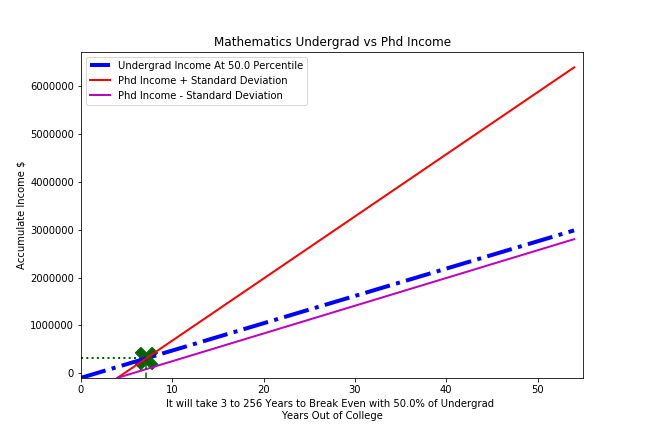 Mathematics Undergrad vs Phd Income
Undergrad Income At 50.0 Percentile
Phd Income + Standard Deviation
Phd Income - Standard Deviation
Accumulate Income $
6000000
5000000
4000000
3000000
2000000
1000000
0
0 10 20 30 40 50
It will take 3 to 256 Years to Break Even with 50.0% of Undergrad
Years Out of College